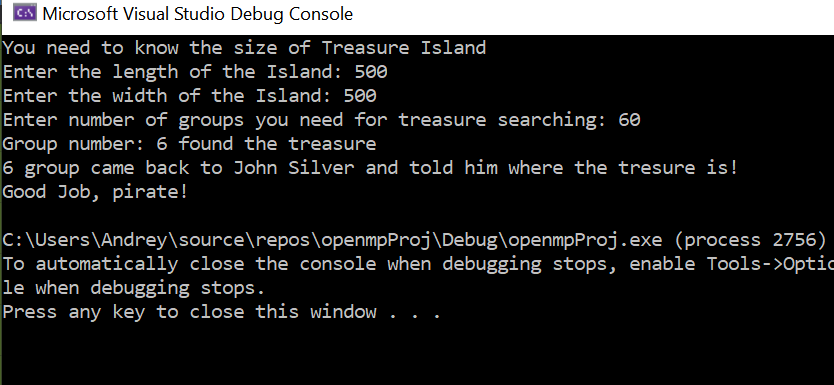 Microsoft Visual Studio Debug Console
You need to know the size of Treasure Island
Enter the length of the Island: 500
Enter the width of the Island: 500
Enter number of groups you need for treasure searching: 60
Group number: 6 found the treasure
6 group came back to John Silver and told him where the tresure is!
Good Job, pirate!
C:\Users\Andrey\source\repos\openmpProj\Debug\openmpProj.exe (process 2756)
To automatically close the console when debugging stops, enable Tools->Optio
le when debugging stops.
Press any key to close this window . . .